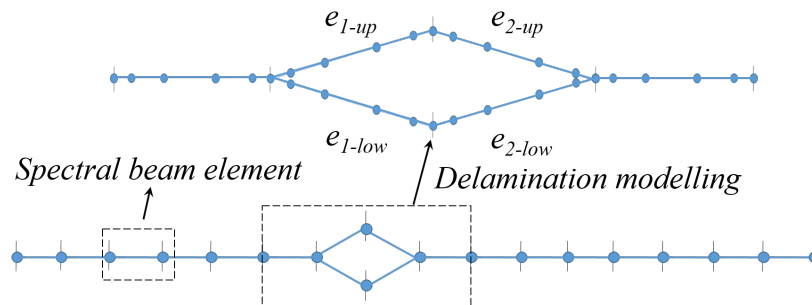 e1-up e2-up
e1-low e2-low
Spectral beam element
Delamination modelling